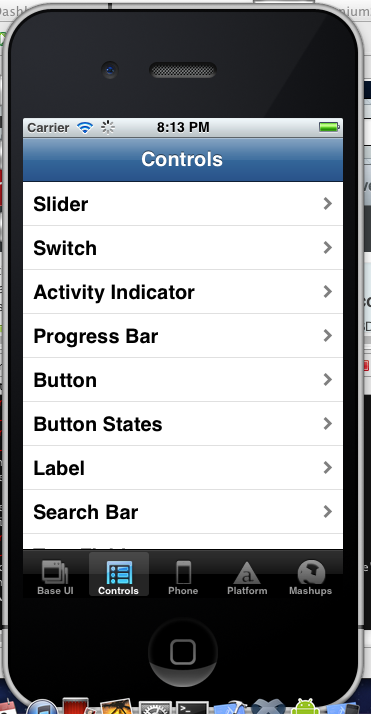 Carrier 8:13 PM
Controls
Slider
Switch
Activity Indicator
Progress Bar
Button
Button States
Label
Search Bar
Base UI Controls Phone Platform Mashups